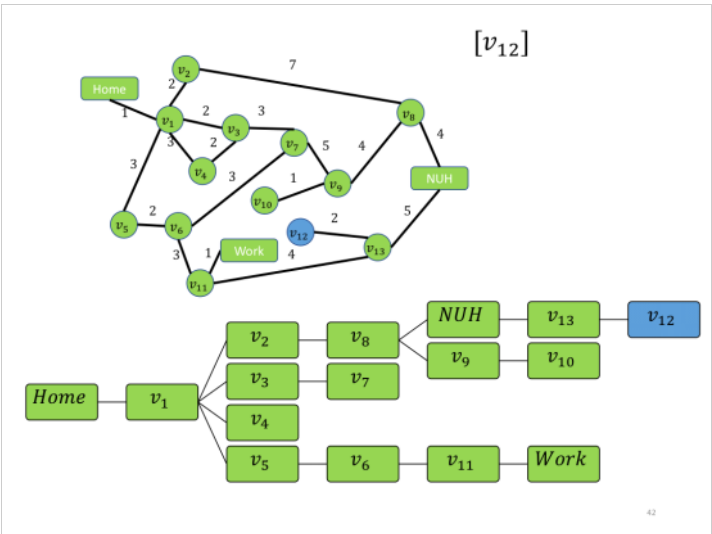 [v₁₂]
7
v₂
Home
2
1
v₁
2
3
v₈
v₃
3
2
v₇
5
4
4
v₄
3
3
1
v₉
NUH
v₁₀
v₅
2
v₆
v₁₂
2
5
3
1
Work
4
v₁₃
v₁₁
NUH
v₁₃
v₁₂
v₂
v₈
v₉
v₁₀
Home
v₁
v₃
v₇
v₄
v₅
v₆
v₁₁
Work
42